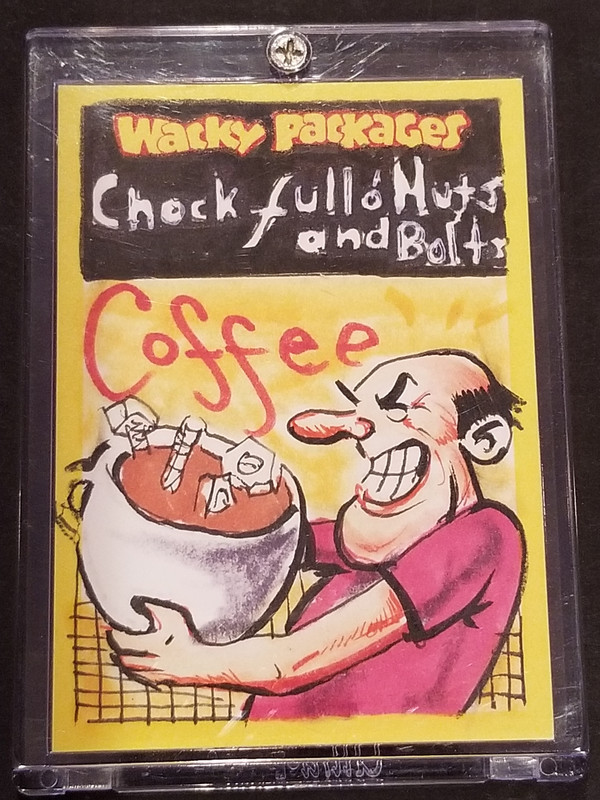 Wacky Packages
Chock full o' Nuts
and Bolts
Coffee